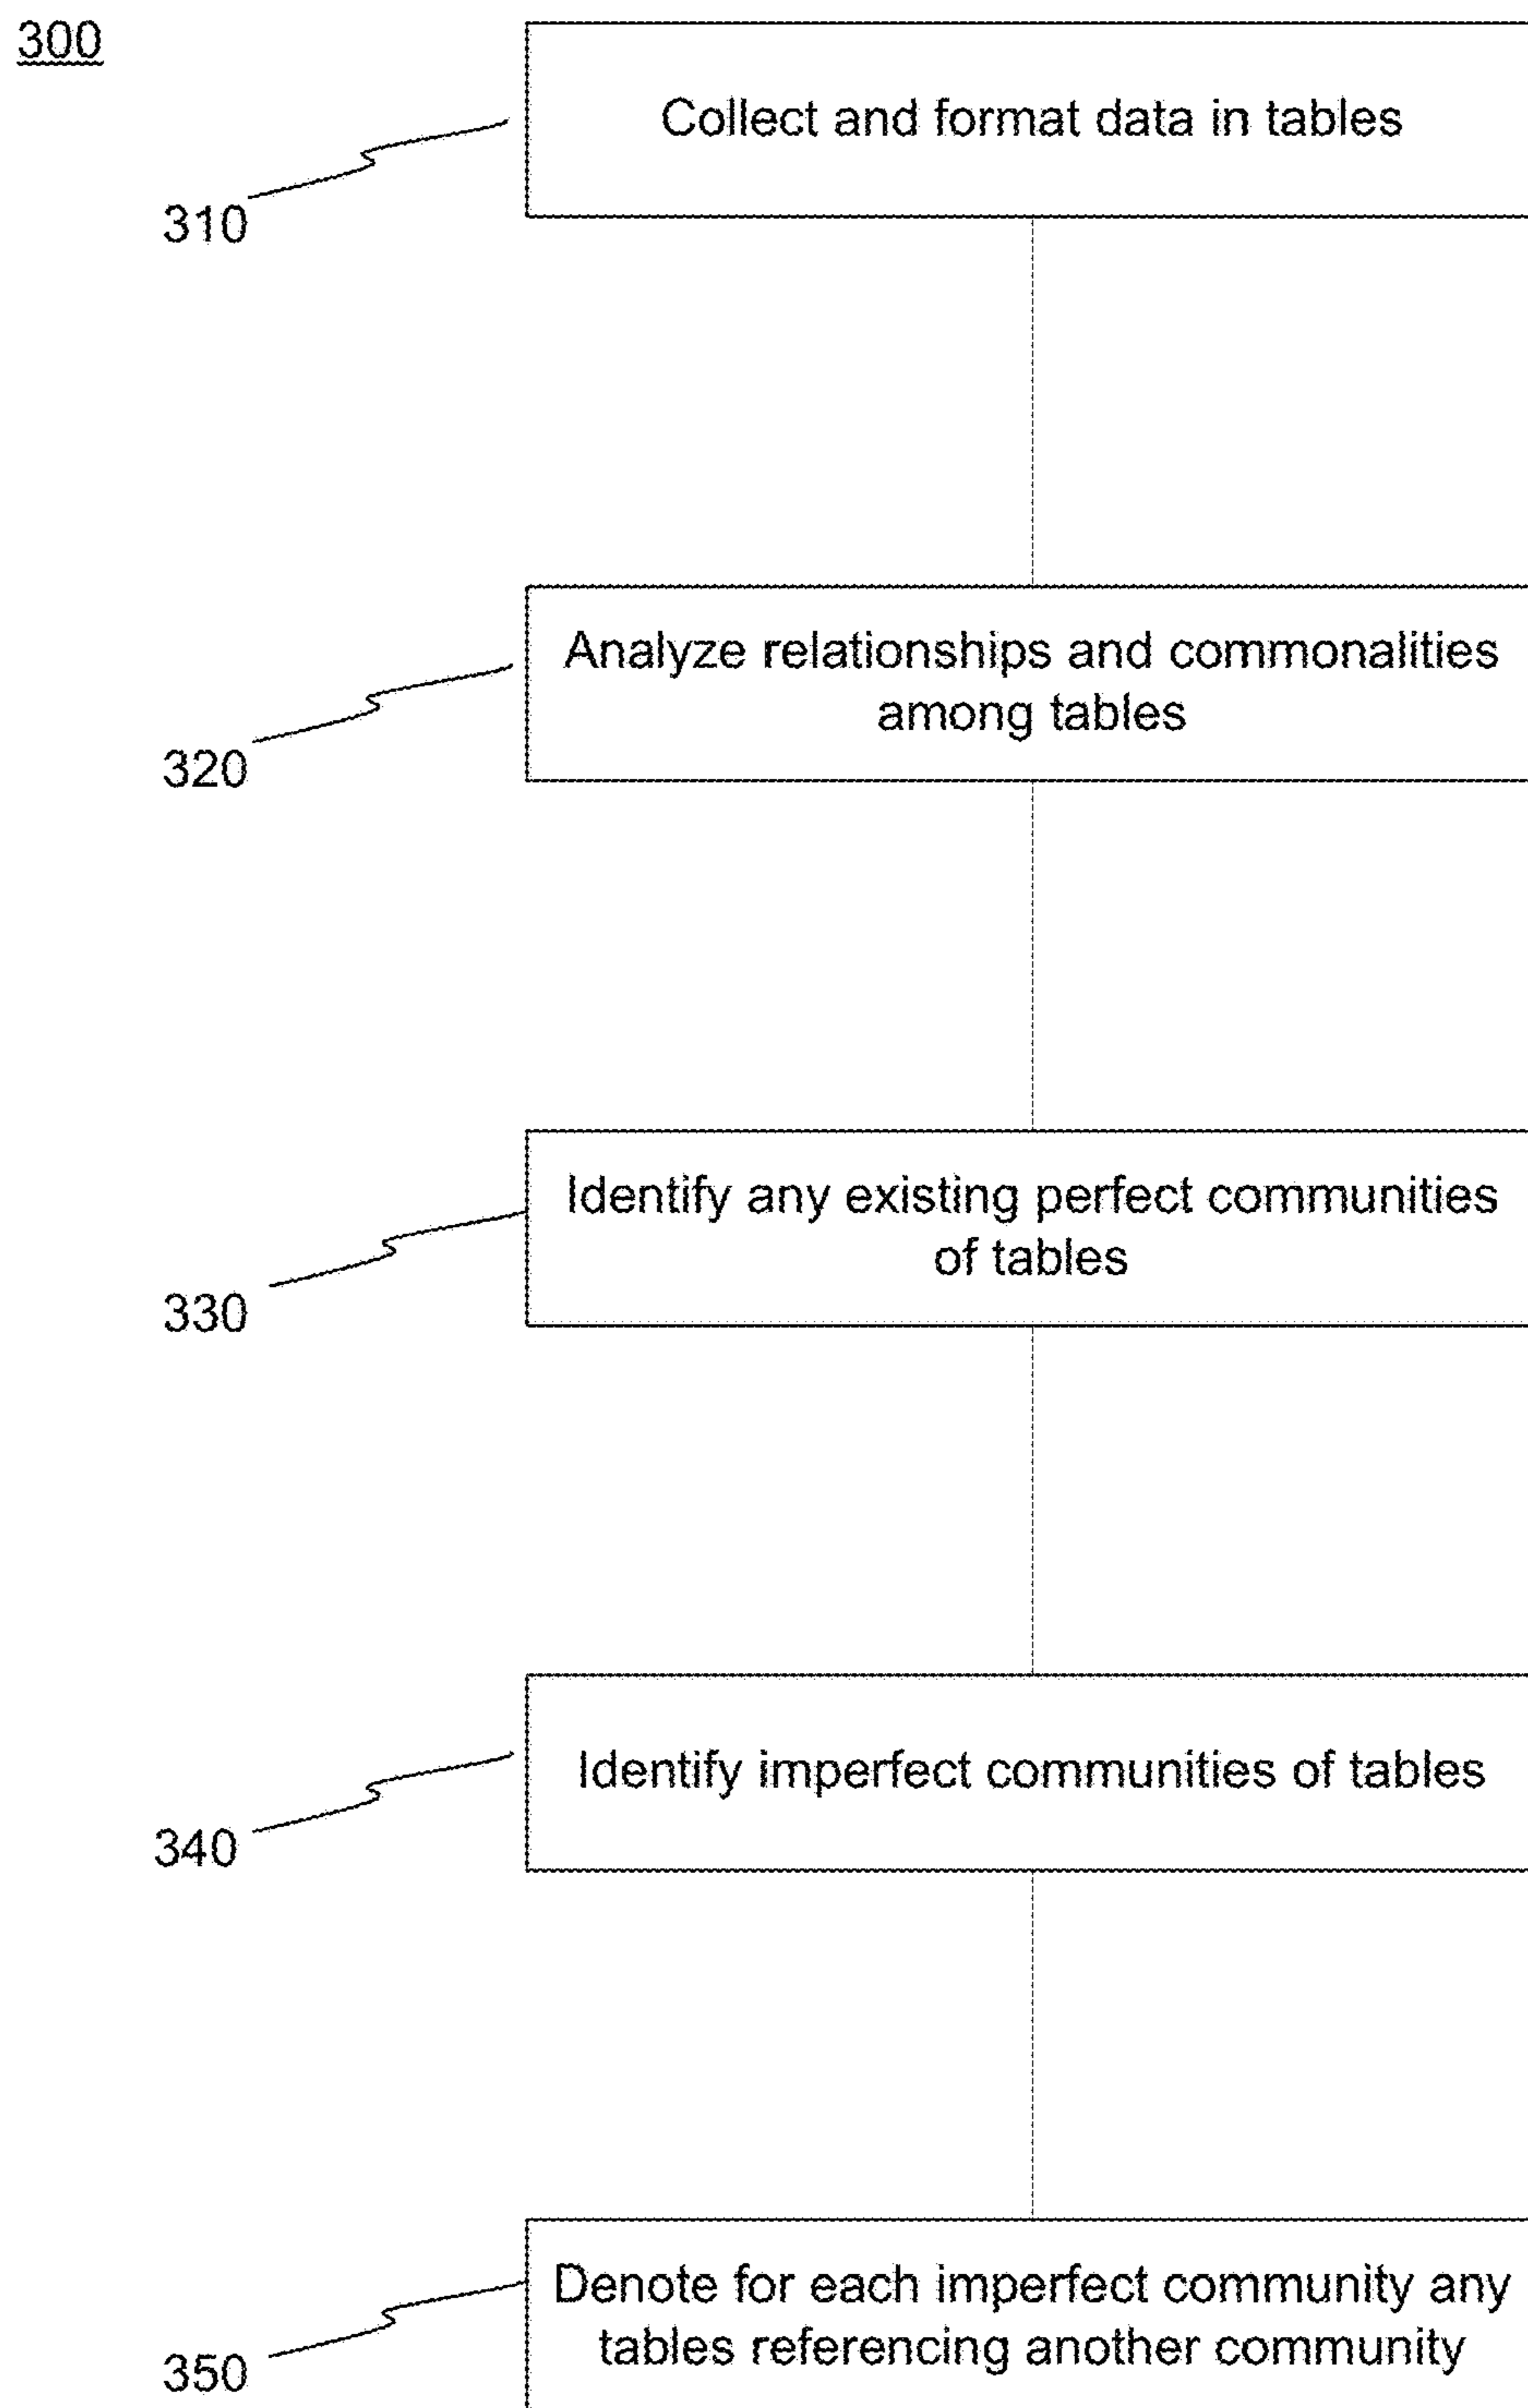 300
Collect and format data in tables
310
Analyze relationships and commonalities
among tables
320
Identify any existing perfect communities
of tables
330
Identify imperfect communities of tables
340
Denote for each imperfect community any
tables referencing another community
350